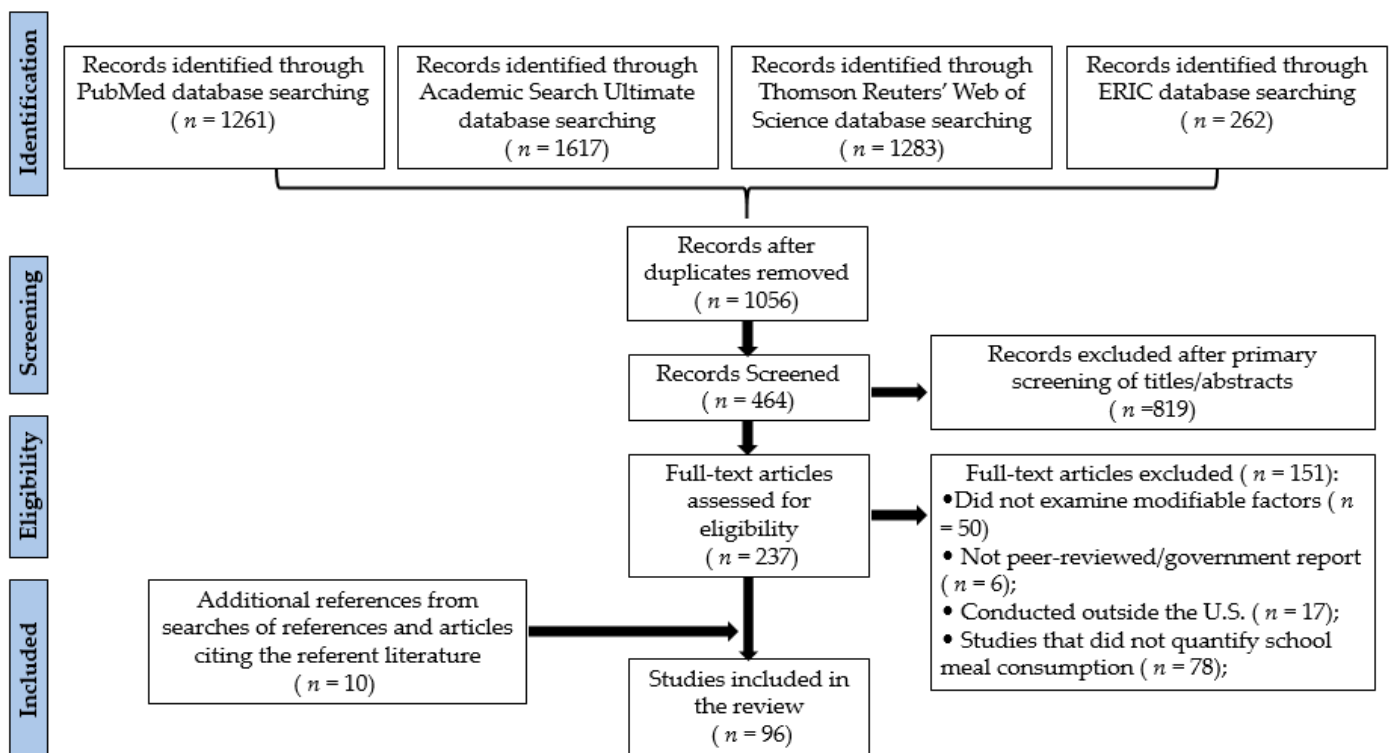 Identification
Records identified through
PubMed database searching
( n = 1261)
Records identified through
Academic Search Ultimate
database searching
( n = 1617)
Records identified through
Thomson Reuters' Web of
Science database searching
( n = 1283)
Records identified through
ERIC database searching
( n = 262)
Screening
Records after
duplicates removed
( n = 1056)
Records Screened
( n = 464)
Records excluded after primary
screening of titles/abstracts
( n =819)
Eligibility
Full-text articles
assessed for
eligibility
( n = 237)
Full-text articles excluded ( n = 151):
•Did not examine modifiable factors ( n
= 50)
• Not peer-reviewed/government report
( n = 6);
• Conducted outside the U.S. ( n = 17);
• Studies that did not quantify school
meal consumption ( n = 78);
Included
Additional references from
searches of references and articles
citing the referent literature
( n = 10)
Studies included in
the review
( n = 96)